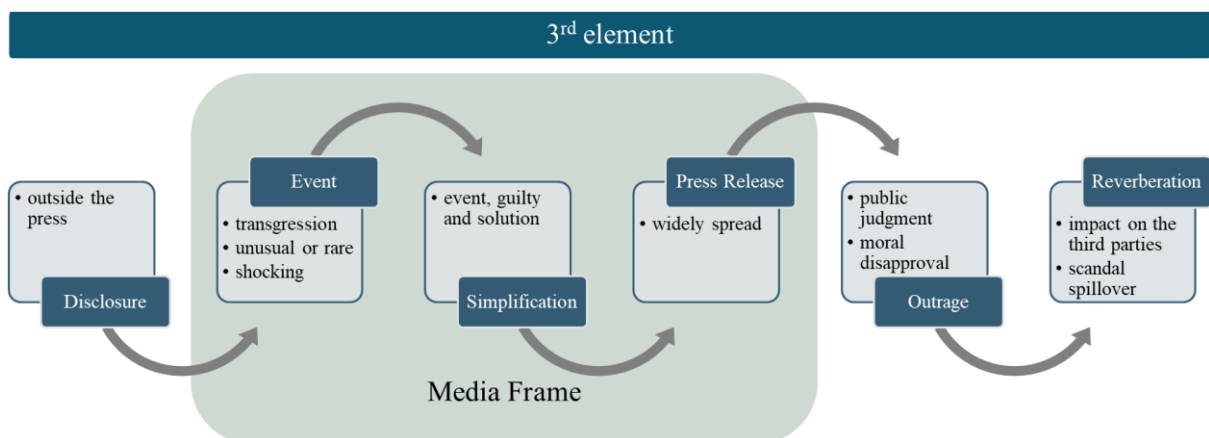 3rd element
• outside the
press
Disclosure
Event
• transgression
• unusual or rare
• shocking
• event, guilty
and solution
Simplification
Press Release
• widely spread
• public
judgment
• moral
disapproval
Outrage
Reverberation
• impact on the
third parties
• scandal
spillover
Media Frame